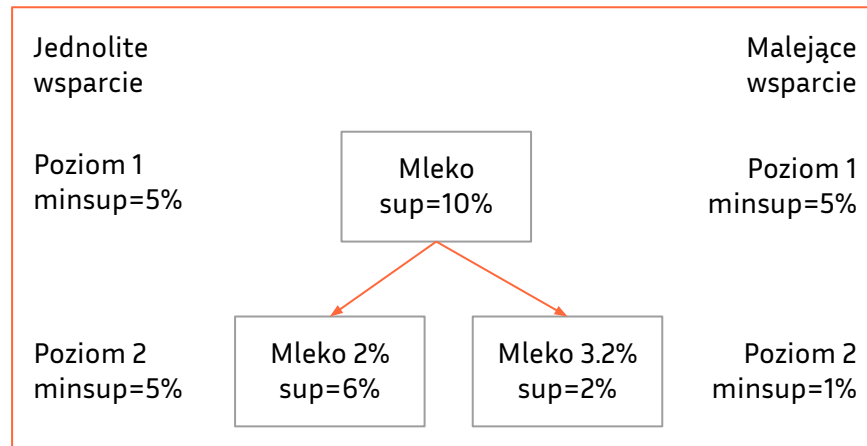 Jednolite
wsparcie
Malejące
wsparcie
Poziom 1
minsup=5%
Mleko
sup=10%
Poziom 1
minsup=5%
Poziom 2
minsup=5%
Mleko 2%
sup=6%
Mleko 3.2%
sup=2%
Poziom 2
minsup=1%